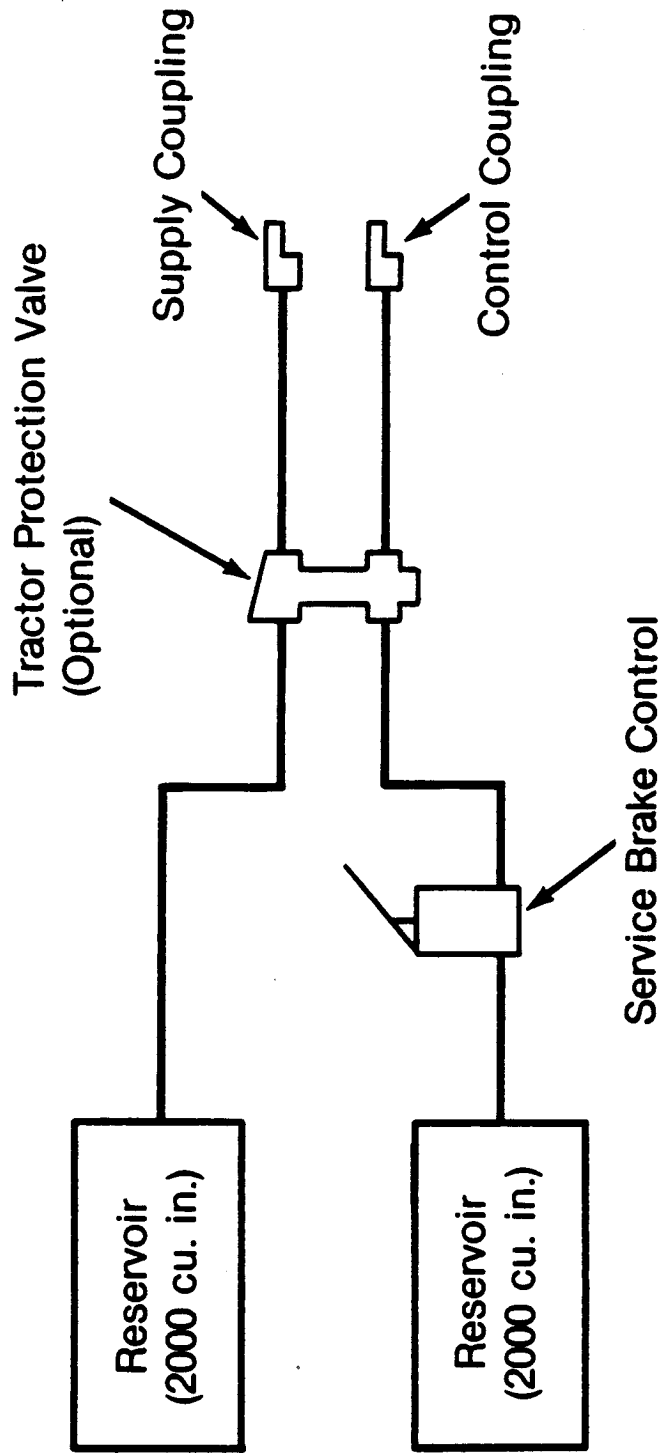 Tractor Protection Valve
(Optional)
Supply Coupling
Control Coupling
Service Brake Control
Reservoir
(2000 cu. in.)
Reservoir
(2000 cu. in.)